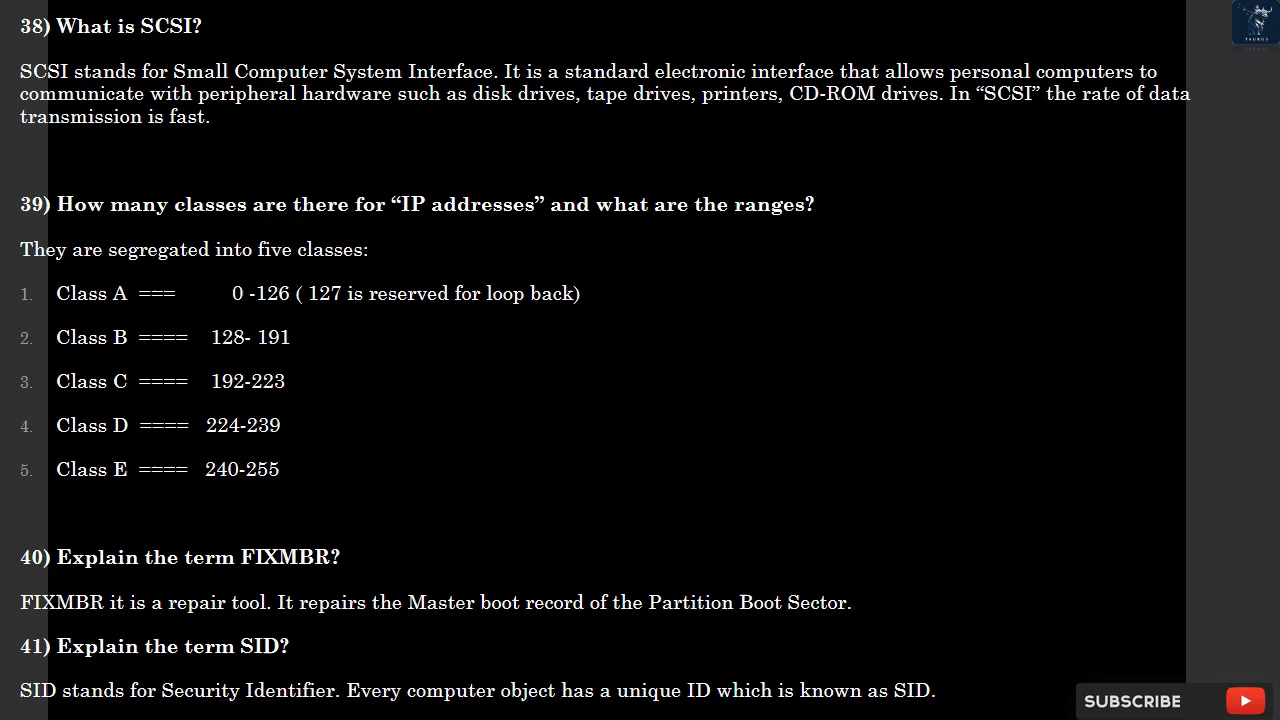 38) What is SCSI?
SCSI stands for Small Computer System Interface. It is a standard electronic interface that allows personal computers to
communicate with peripheral hardware such as disk drives, tape drives, printers, CD-ROM drives. In “SCSI” the rate of data
transmission is fast.
39) How many classes are there for “IP addresses” and what are the ranges?
They are segregated into five classes:
1. Class A === 0 -126 ( 127 is reserved for loop back)
2. Class B ==== 128- 191
3. Class C ==== 192-223
4. Class D ==== 224-239
5. Class E ==== 240-255
40) Explain the term FIXMBR?
FIXMBR it is a repair tool. It repairs the Master boot record of the Partition Boot Sector.
41) Explain the term SID?
SID stands for Security Identifier. Every computer object has a unique ID which is known as SID.
TAURUS
SUBSCRIBE